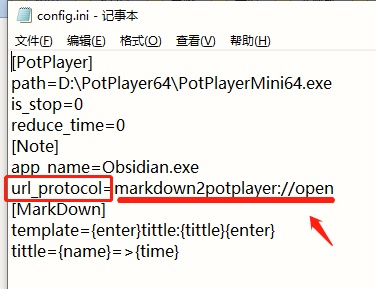 config.ini - 记事本
文件(F) 编辑(E) 格式(O) 查看(V) 帮助(H)
[PotPlayer]
path=D:\PotPlayer64\PotPlayerMini64.exe
is_stop=0
reduce_time=0
[Note]
app_name=Obsidian.exe
url_protocol=markdown2potplayer://open
[MarkDown]
template={enter}tittle:{tittle}{enter}
tittle={name}=>{time}